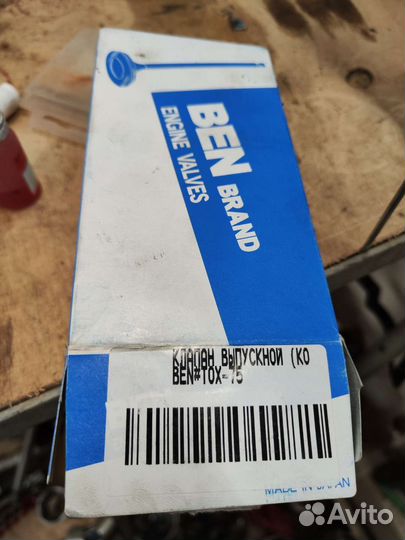 BEN BRAND
ENGINE VALVES
КЛАПАН ВЫПУСКНОЙ (КО
BEN#TOX-75
MADE IN JAPAN
Avito